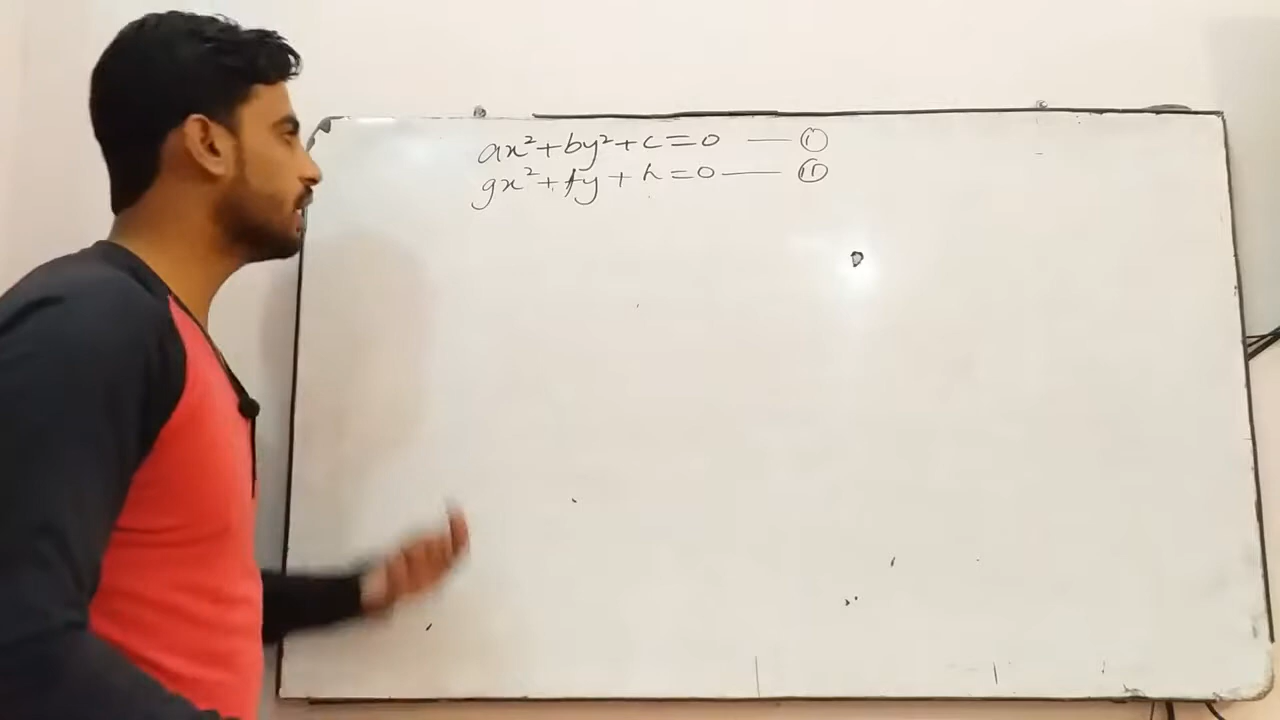 ax²+by²+c=0 — ①
gx²+fy+h=0 — ⑪